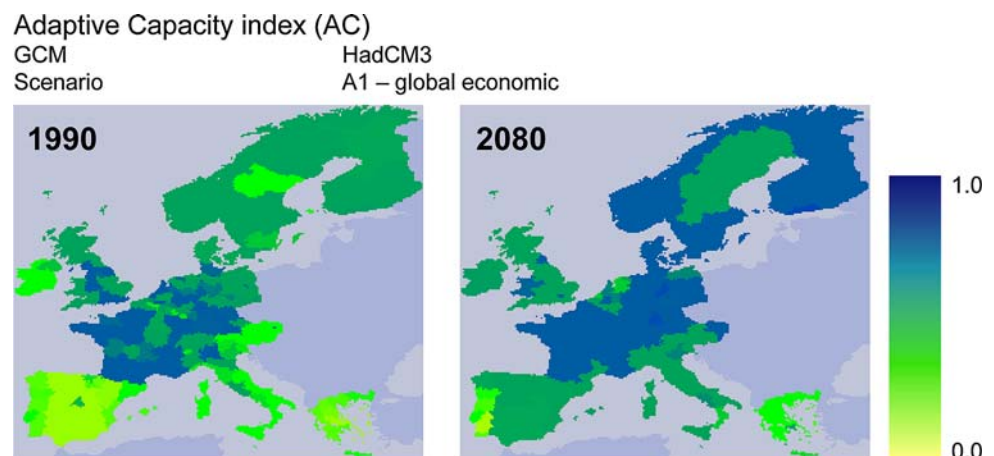 Adaptive Capacity index (AC)
GCM HadCM3
Scenario A1 – global economic
1990 2080
1.0
0.0